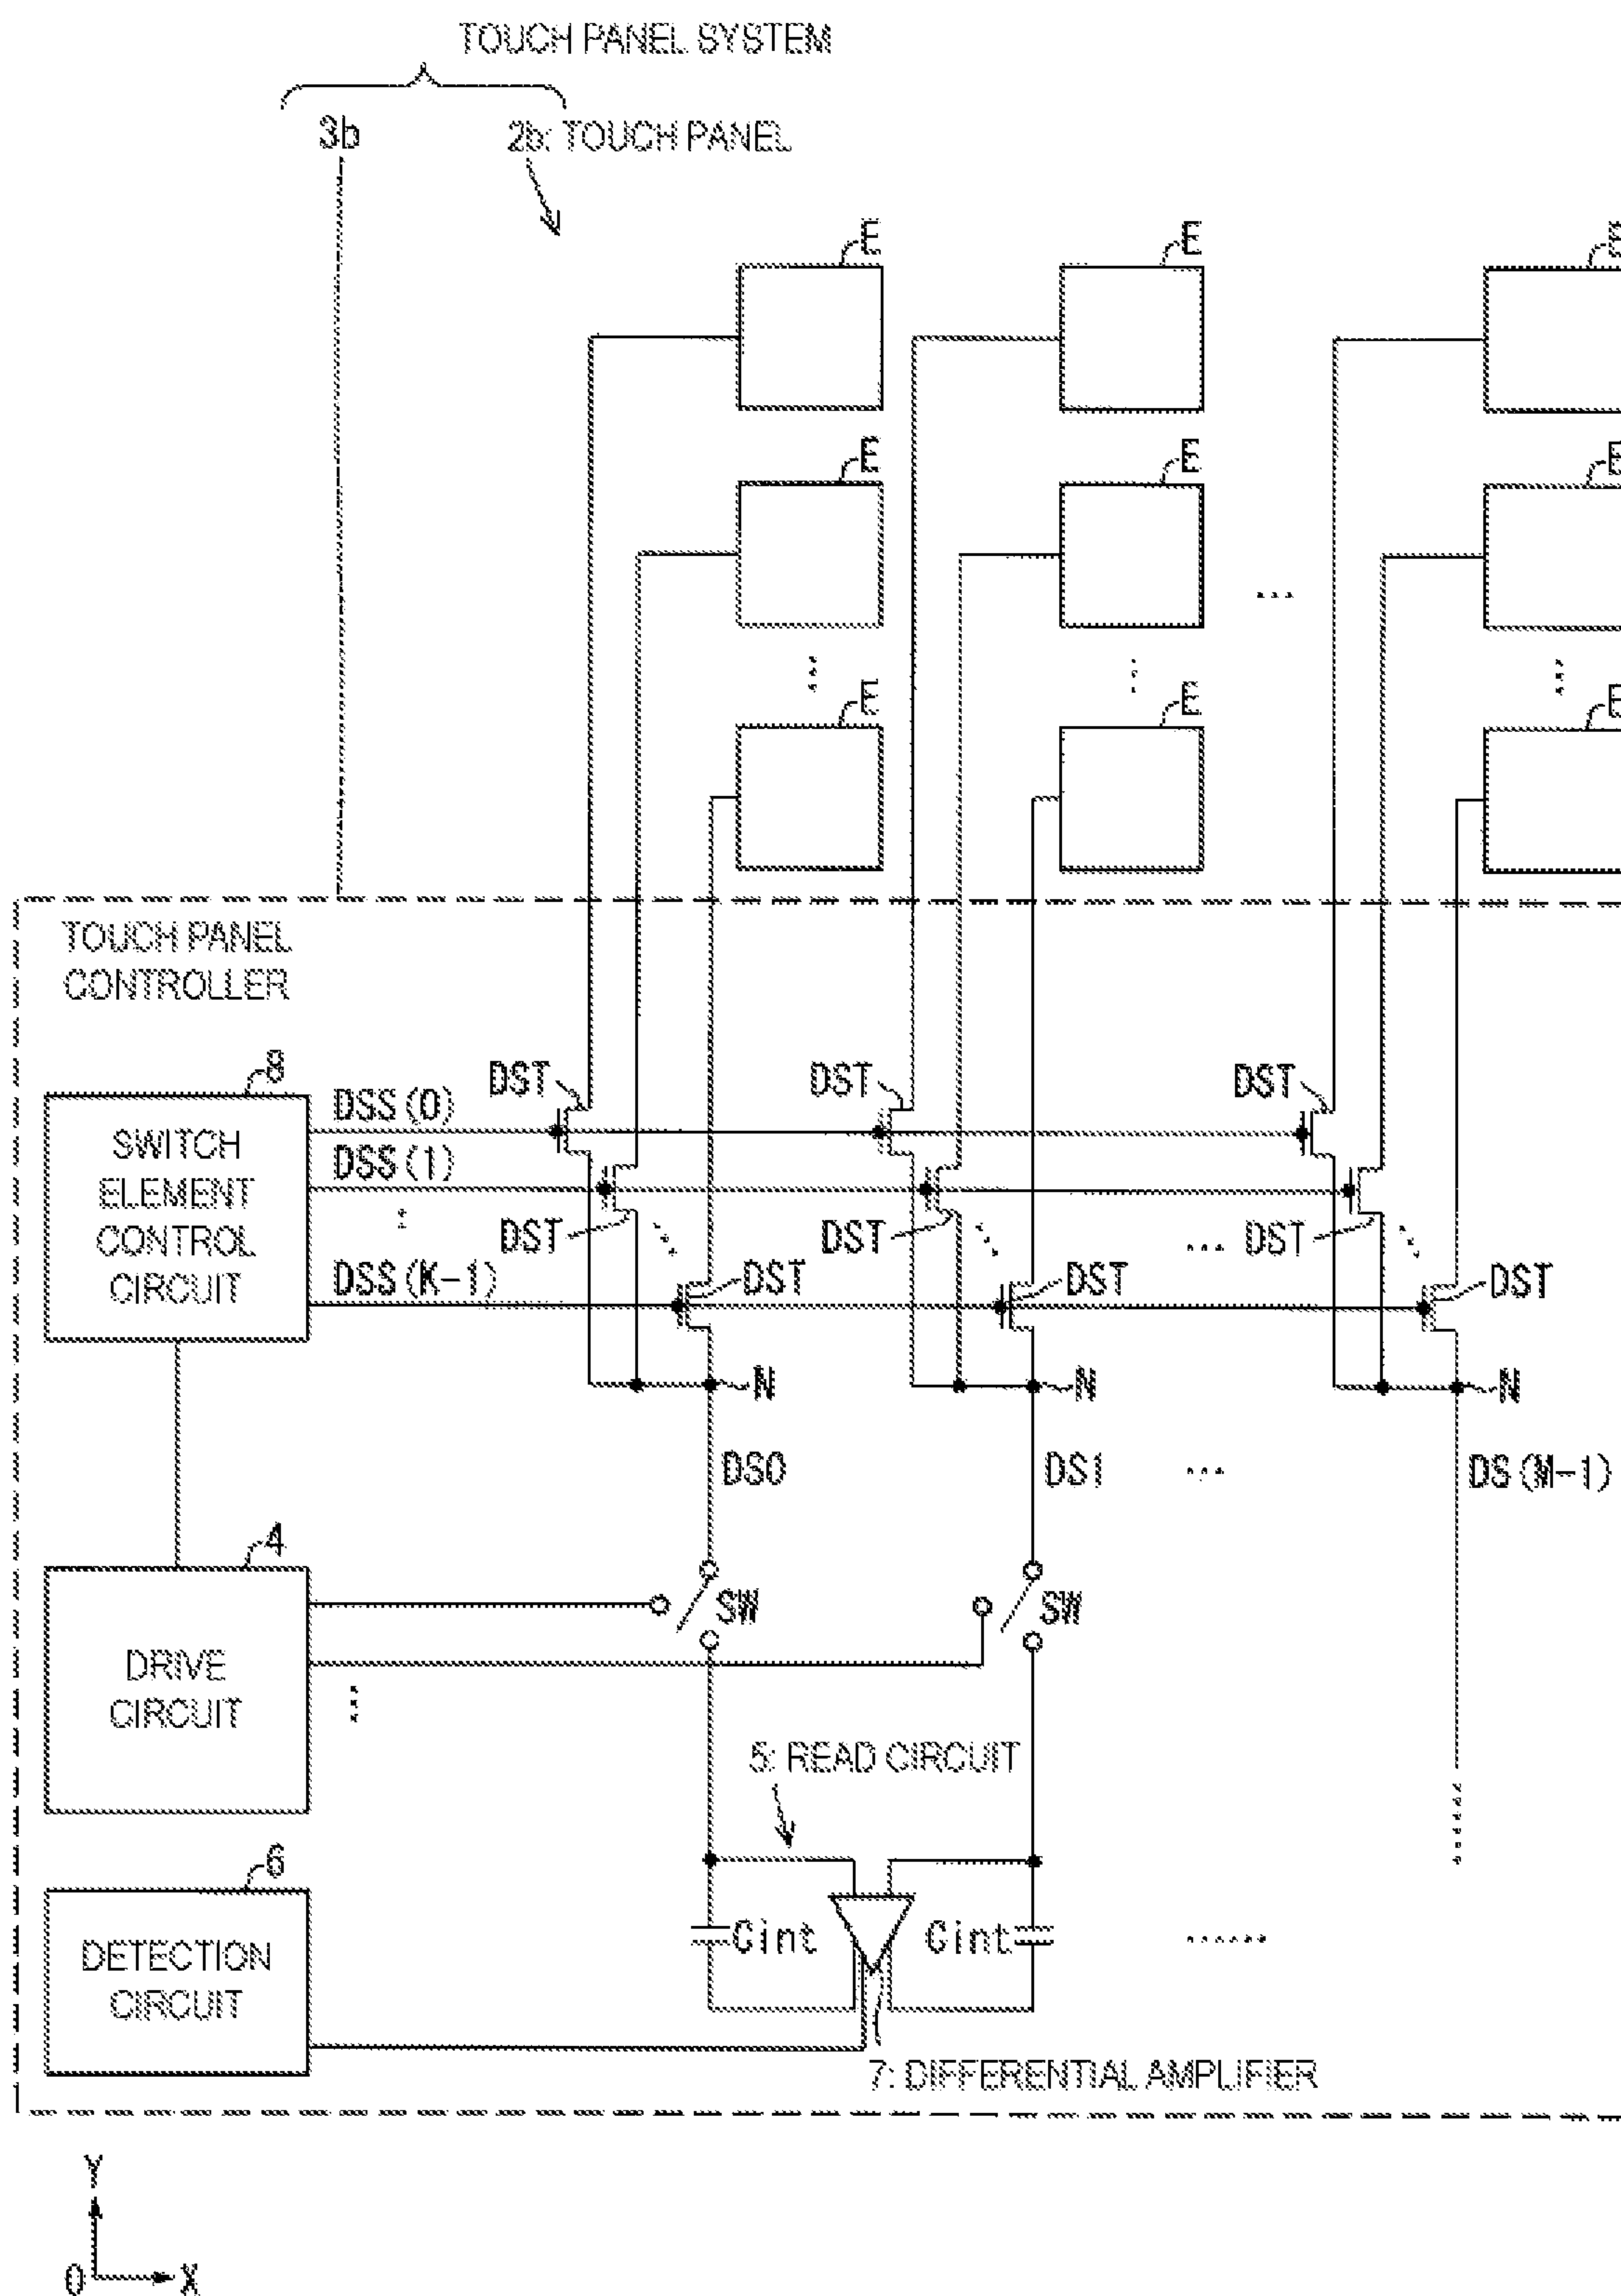 TOUCH PANEL SYSTEM
3b
2b: TOUCH PANEL
E
E
E
E
E
E
...
E
E
E
TOUCH PANEL
CONTROLLER
8
SWITCH
ELEMENT
CONTROL
CIRCUIT
DSS(0)
DSS(1)
DSS(K-1)
DST
DST
DST
DST
DST
... DST
DST
DST
DST
N
N
N
DS0
DS1
...
DS(M-1)
4
DRIVE
CIRCUIT
SW
SW
5: READ CIRCUIT
6
DETECTION
CIRCUIT
Cint
Cint
......
7: DIFFERENTIAL AMPLIFIER
Y
O
X